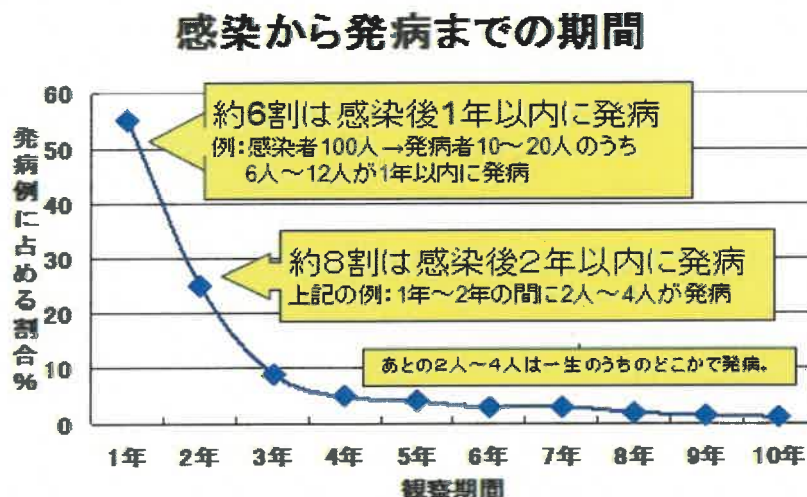 感染から発病までの期間
発病例に占める割合%
60
50
40
30
20
10
0
約6割は感染後1年以内に発病
例:感染者100人→発病者10～20人のうち
6人～12人が1年以内に発病
約8割は感染後2年以内に発病
上記の例:1年～2年の間に2人～4人が発病
あとの2人～4人は一生のうちのどこかで発病。
1年 2年 3年 4年 5年 6年 7年 8年 9年 10年
観察期間